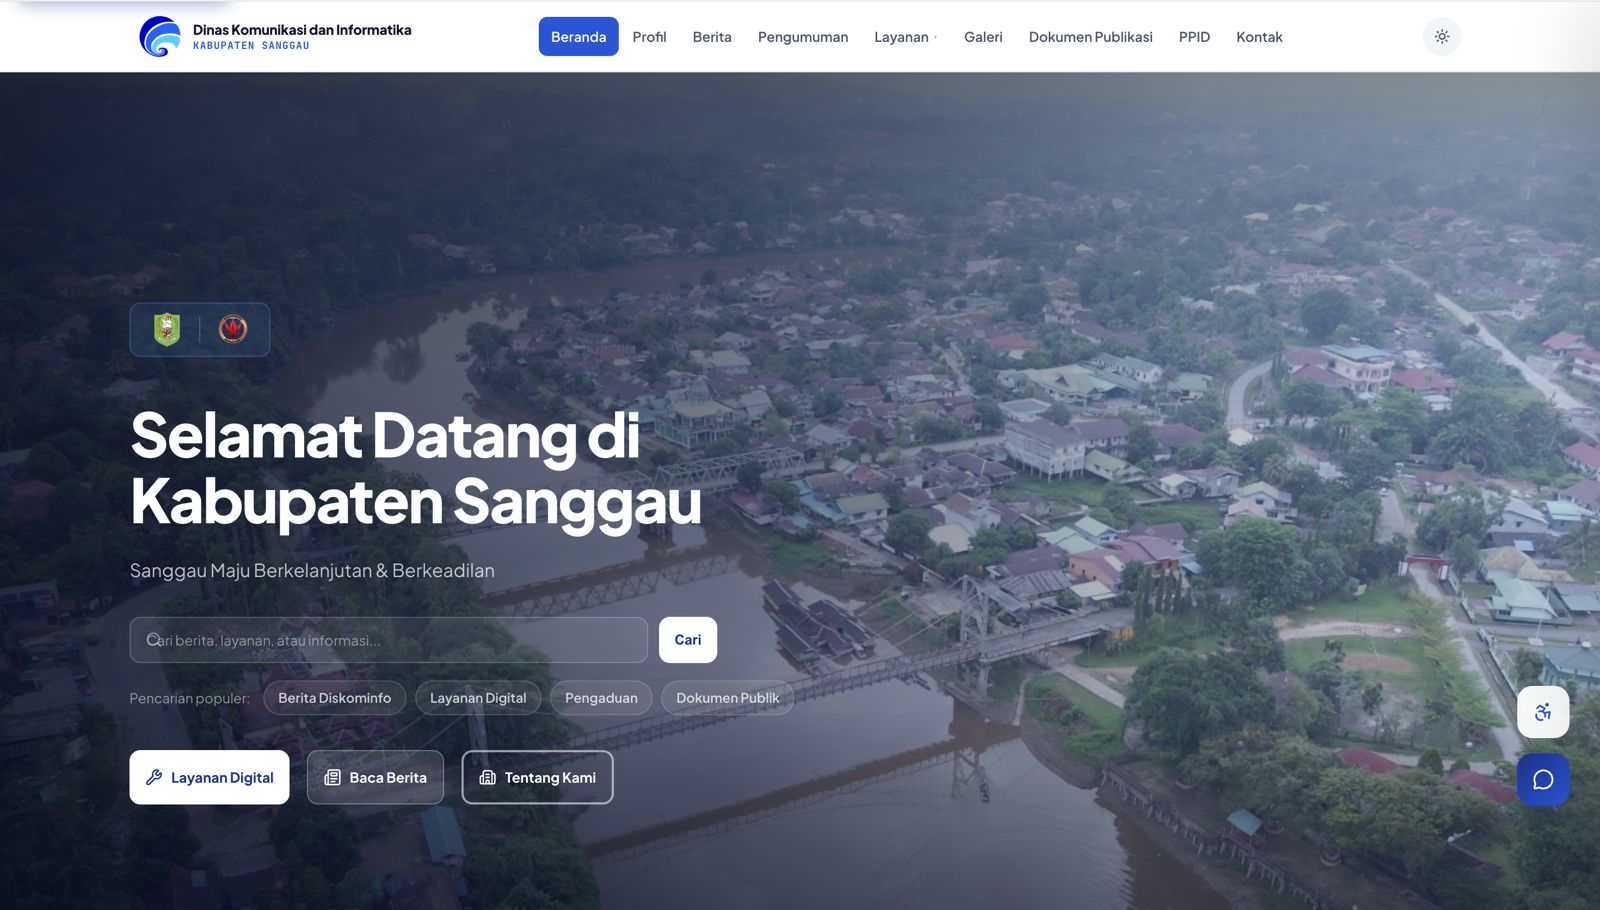 Dinas Komunikasi dan Informatika
KABUPATEN SANGGAU
Beranda
Profil
Berita
Pengumuman
Layanan
Galeri
Dokumen Publikasi
PPID
Kontak
Selamat Datang di
Kabupaten Sanggau
Sanggau Maju Berkelanjutan & Berkeadilan
Cari berita, layanan, atau informasi...
Cari
Pencarian populer:
Berita Diskominfo
Layanan Digital
Pengaduan
Dokumen Publik
Layanan Digital
Baca Berita
Tentang Kami